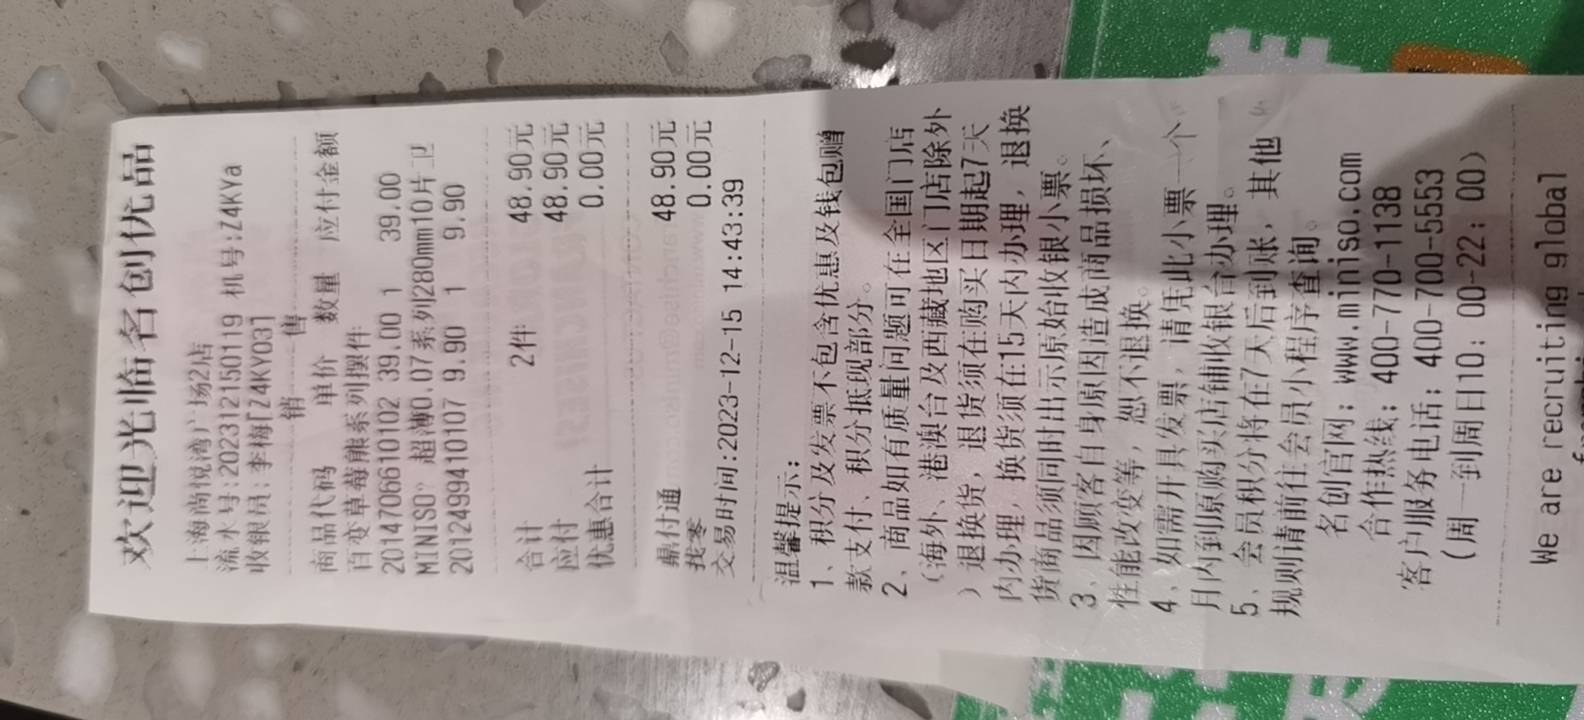 欢迎光临名创优品
上海尚悦湾广场2店
流水号:202312150119 机号:Z4KYa
收银员:李梅[Z4KY03]
销 售
商品代码 单价 数量 应付金额
百变草莓熊系列摆件
2014706610102 39.00 1 39.00
MINISO 超薄0.07系列280mm10片卫
2012499410107 9.90 1 9.90
合计 2件 48.90元
应付 48.90元
优惠合计 0.00元
鼎付通 48.90元
找零 0.00元
交易时间:2023-12-15 14:43:39
温馨提示:
1、积分及发票不包含优惠及钱包赠
款支付、积分抵现部分。
2、商品如有质量问题可在全国门店
(海外、港澳台及西藏地区门店除外
)退换货,退货须在购买日期起7天
内办理,换货须在15天内办理,退换
货商品须同时出示原始收银小票。
3、因顾客自身原因造成商品损坏、
性能改变等,恕不退换。
4、如需开具发票,请凭此小票一个
月内到原购买店铺收银台办理。
5、会员积分将在7天后到账,其他
规则请前往会员小程序查询。
名创官网:www.miniso.com
合作热线:400-770-1138
客户服务电话:400-700-5553
(周一到周日10:00-22:00)
We are recruiting global